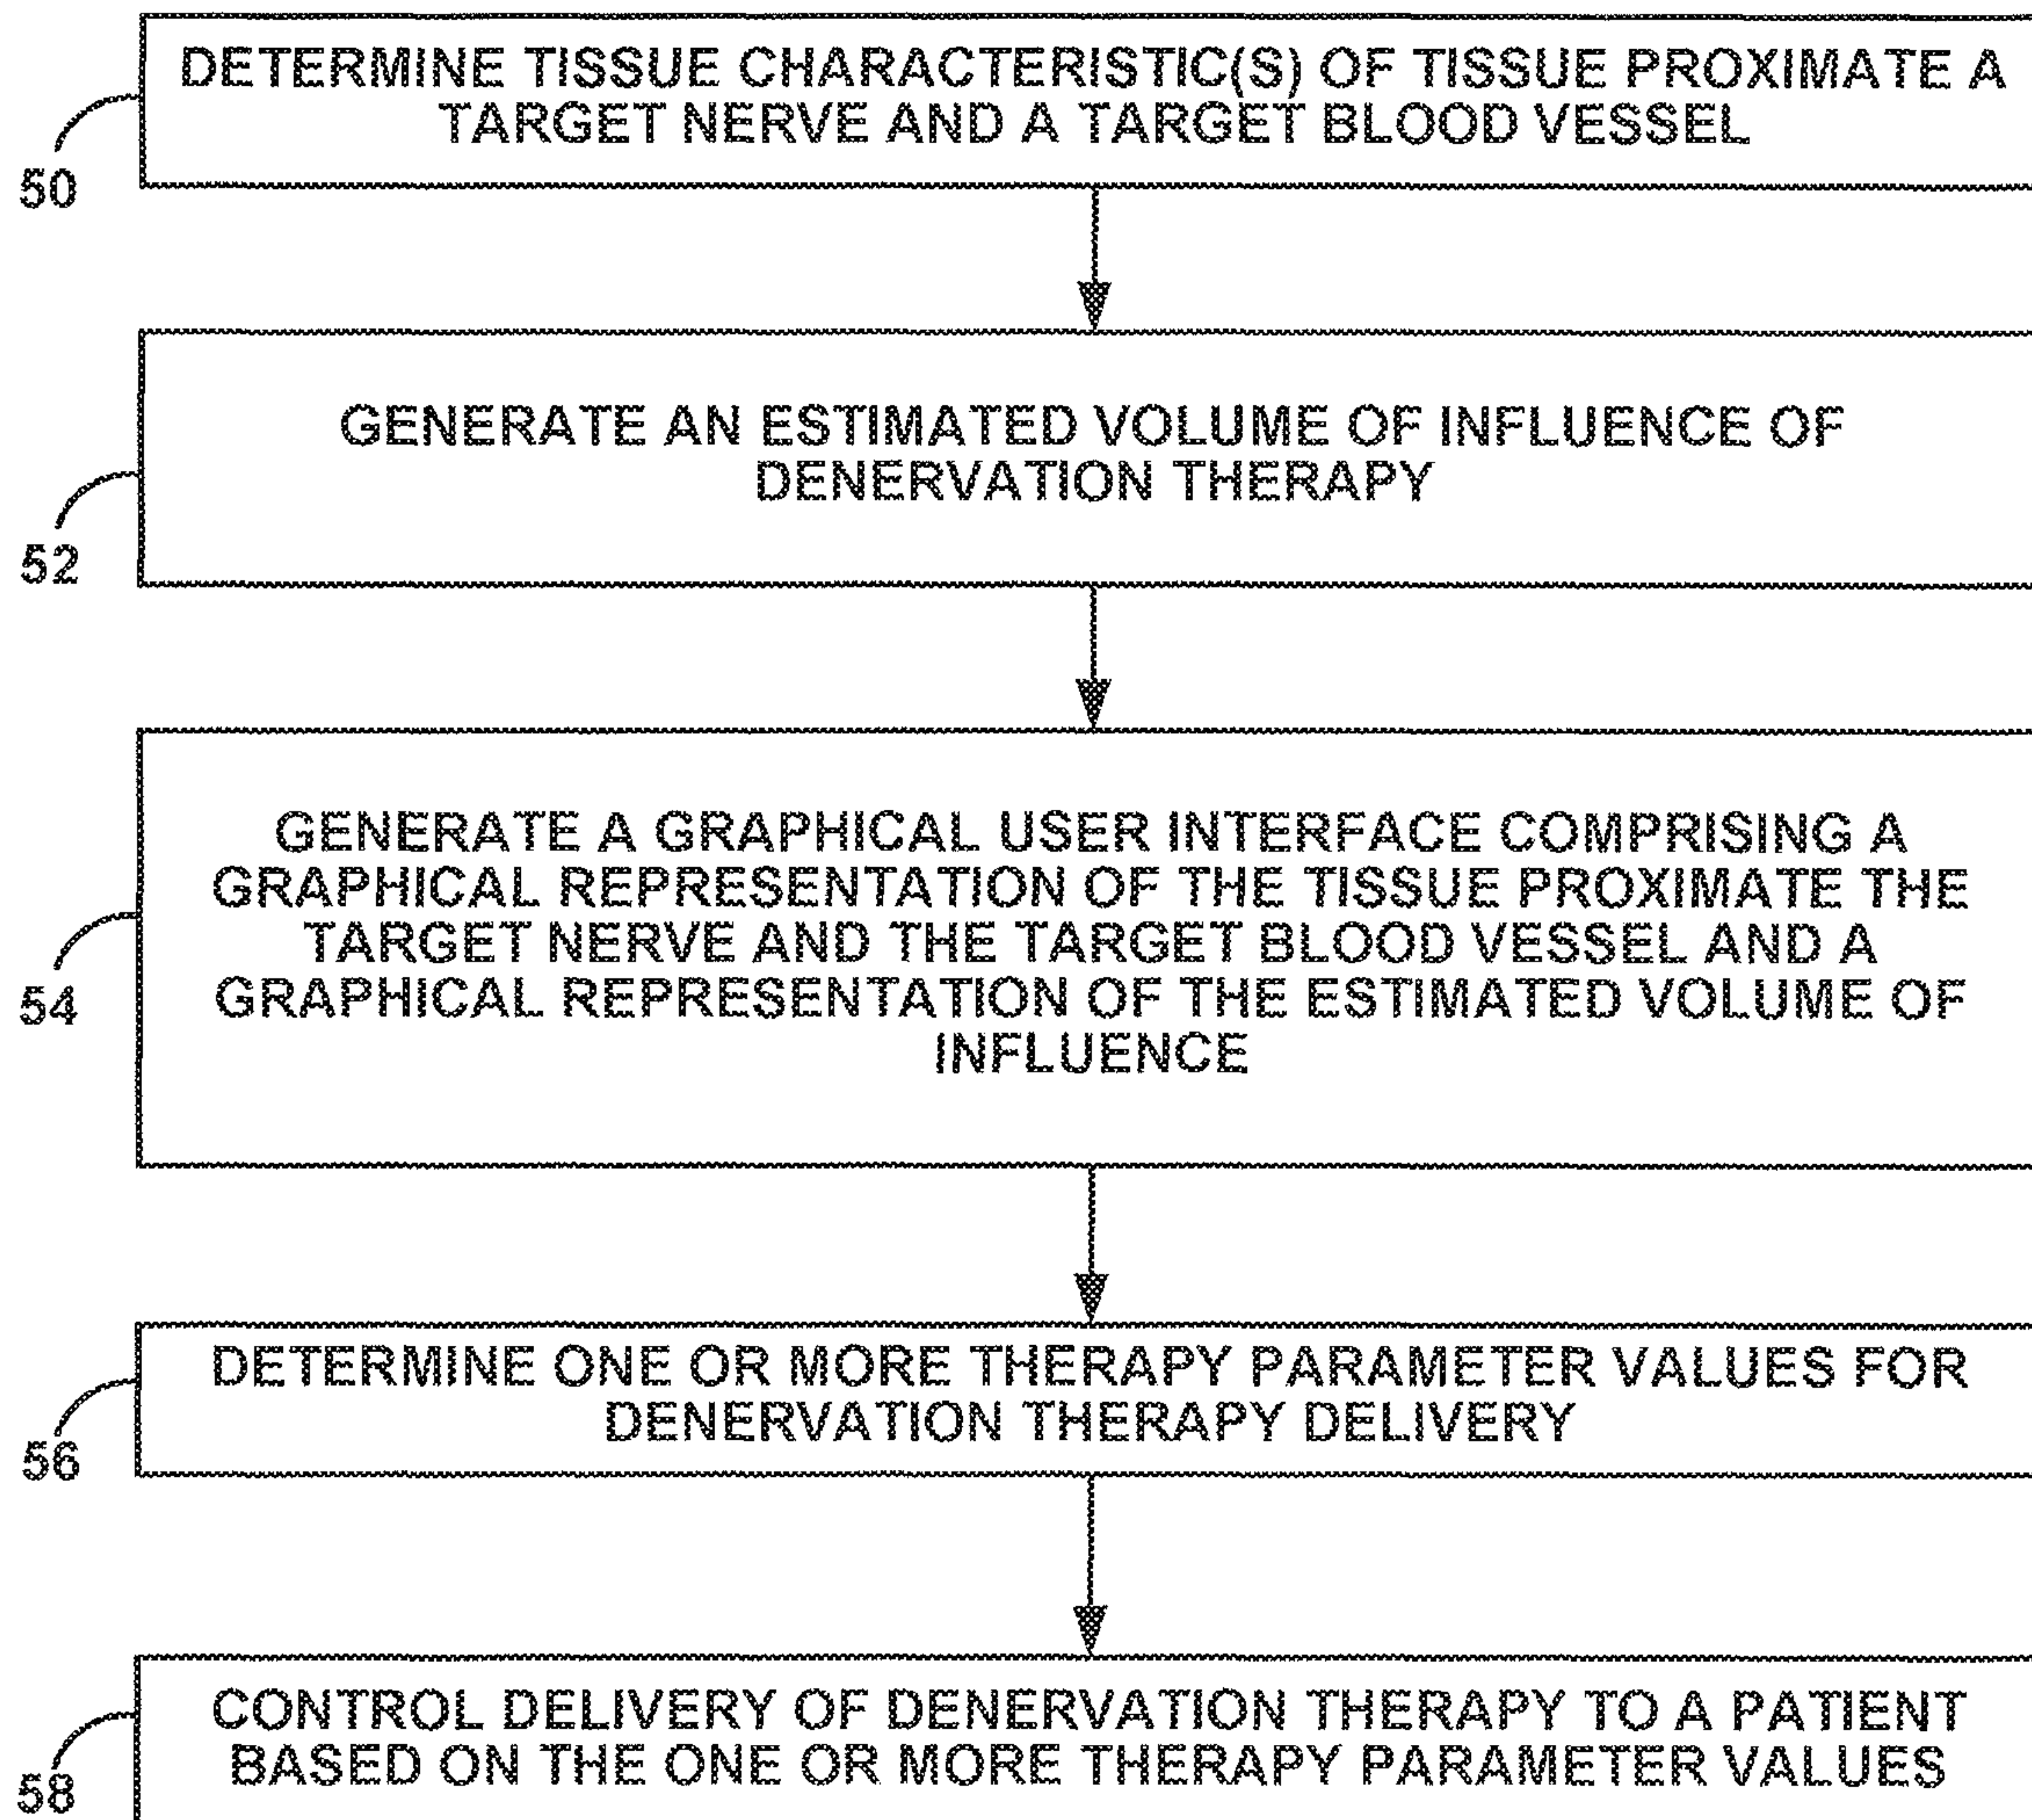 DETERMINE TISSUE CHARACTERISTIC(S) OF TISSUE PROXIMATE A
TARGET NERVE AND A TARGET BLOOD VESSEL
50
GENERATE AN ESTIMATED VOLUME OF INFLUENCE OF
DENERVATION THERAPY
52
GENERATE A GRAPHICAL USER INTERFACE COMPRISING A
GRAPHICAL REPRESENTATION OF THE TISSUE PROXIMATE THE
TARGET NERVE AND THE TARGET BLOOD VESSEL AND A
GRAPHICAL REPRESENTATION OF THE ESTIMATED VOLUME OF
INFLUENCE
54
DETERMINE ONE OR MORE THERAPY PARAMETER VALUES FOR
DENERVATION THERAPY DELIVERY
56
CONTROL DELIVERY OF DENERVATION THERAPY TO A PATIENT
BASED ON THE ONE OR MORE THERAPY PARAMETER VALUES
58